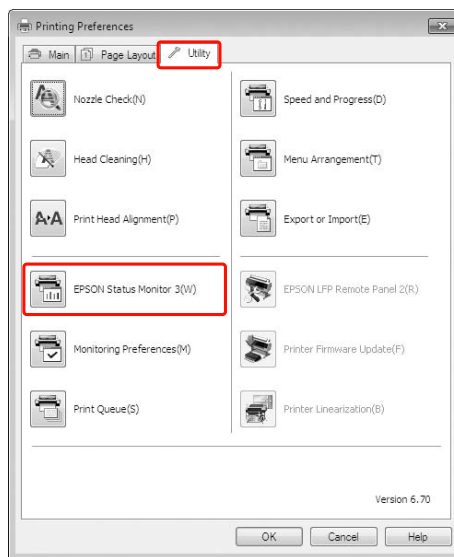 Printing Preferences
Main
Page Layout
Utility
Nozzle Check(N)
Speed and Progress(D)
Head Cleaning(H)
Menu Arrangement(T)
A A
Print Head Alignment(P)
Export or Import(E)
EPSON Status Monitor 3(W)
EPSON LFP Remote Panel 2(R)
Monitoring Preferences(M)
Printer Firmware Update(F)
Print Queue(S)
Printer Linearization(B)
Version 6.70
OK
Cancel
Help